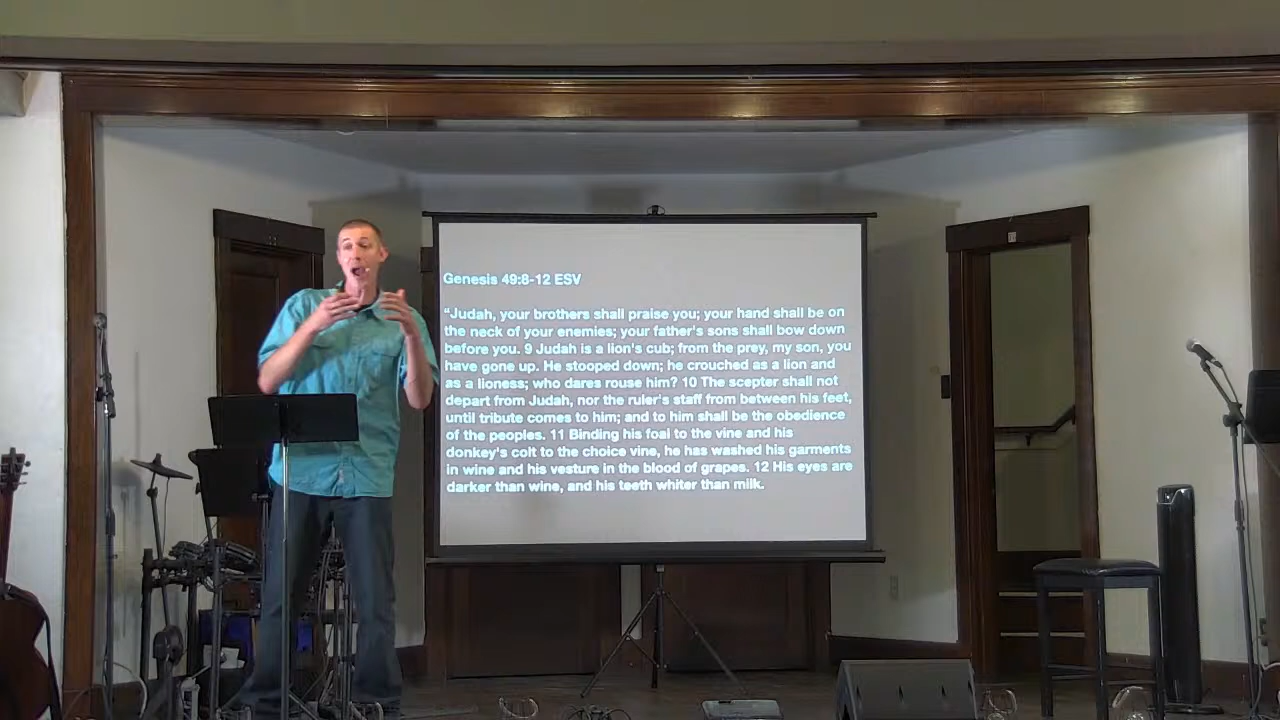 Genesis 49:8-12 ESV
“Judah, your brothers shall praise you; your hand shall be on
the neck of your enemies; your father's sons shall bow down
before you. 9 Judah is a lion's cub; from the prey, my son, you
have gone up. He stooped down; he crouched as a lion and
as a lioness; who dares rouse him? 10 The scepter shall not
depart from Judah, nor the ruler's staff from between his feet,
until tribute comes to him; and to him shall be the obedience
of the peoples. 11 Binding his foal to the vine and his
donkey's colt to the choice vine, he has washed his garments
in wine and his vesture in the blood of grapes. 12 His eyes are
darker than wine, and his teeth whiter than milk.